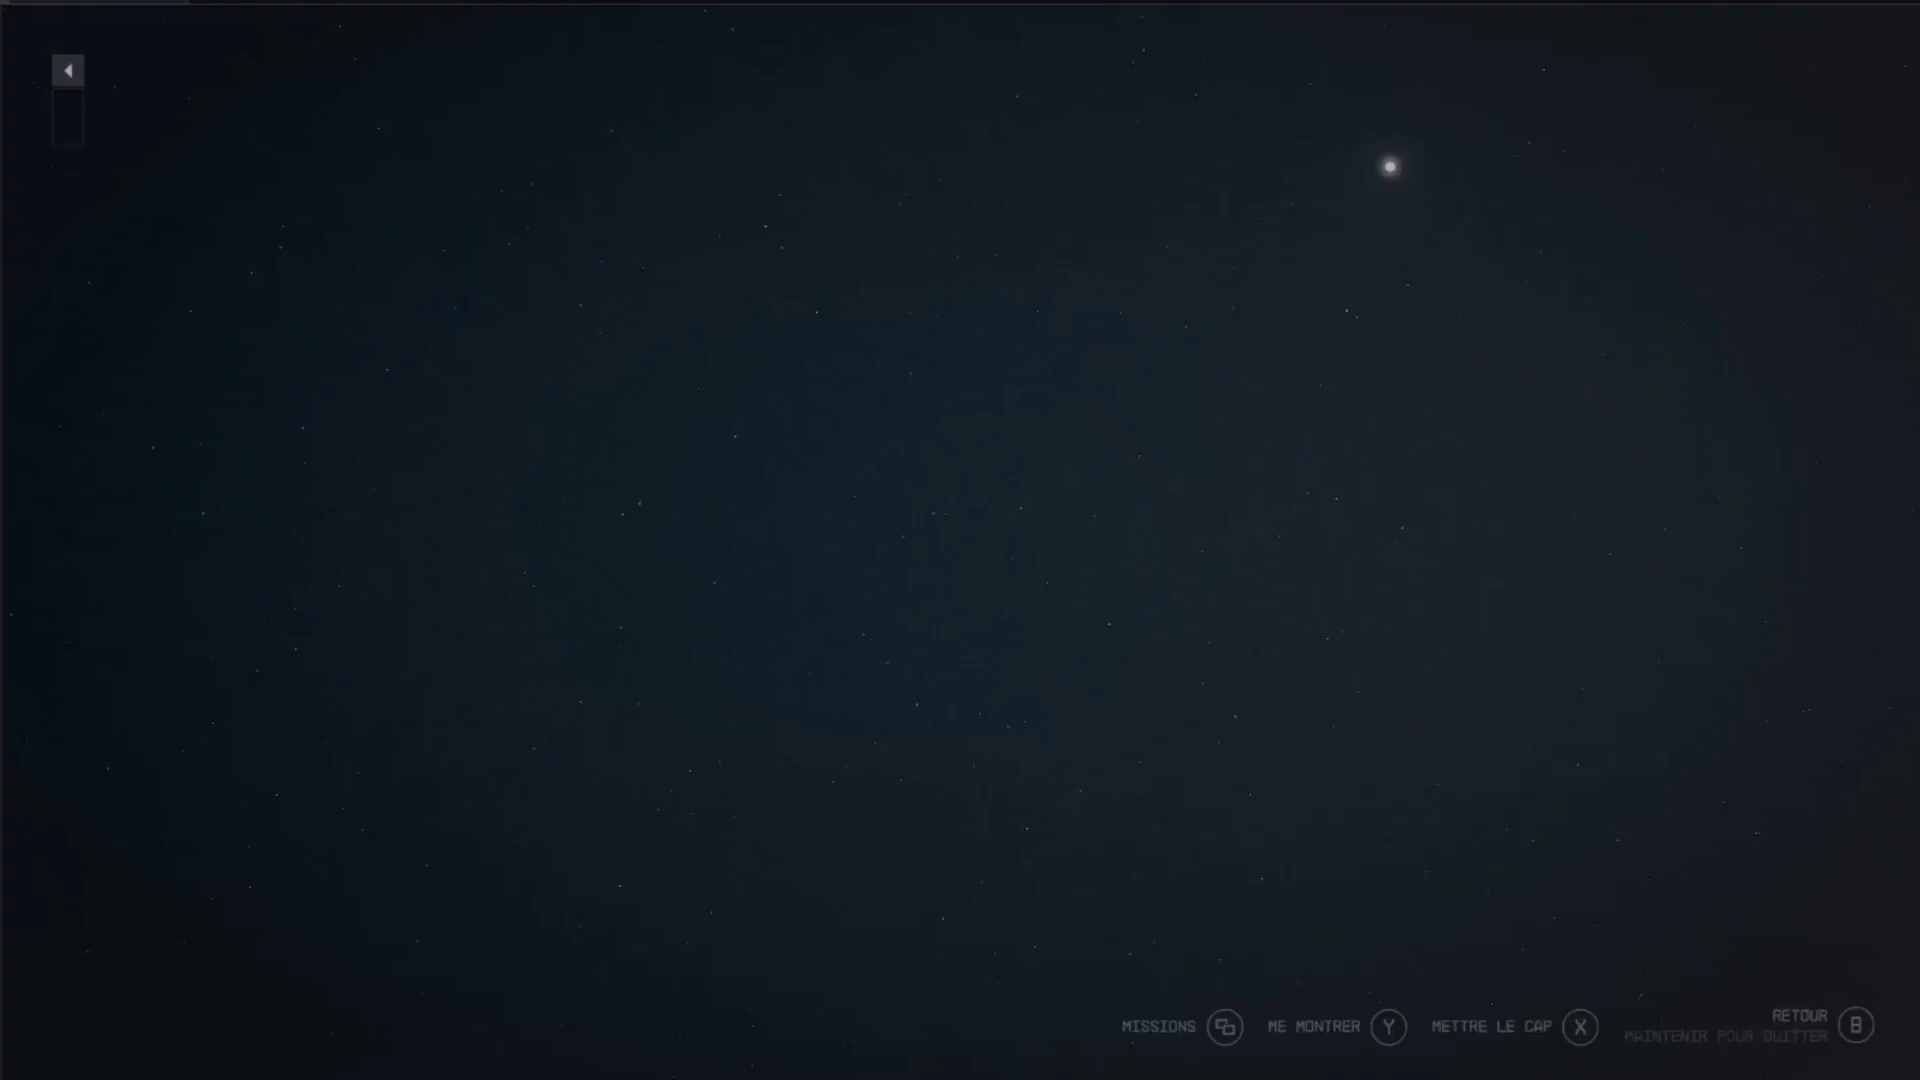 MISSIONS
ME MONTRER Y
METTRE LE CAP X
RETOUR B
MAINTENIR POUR QUITTER